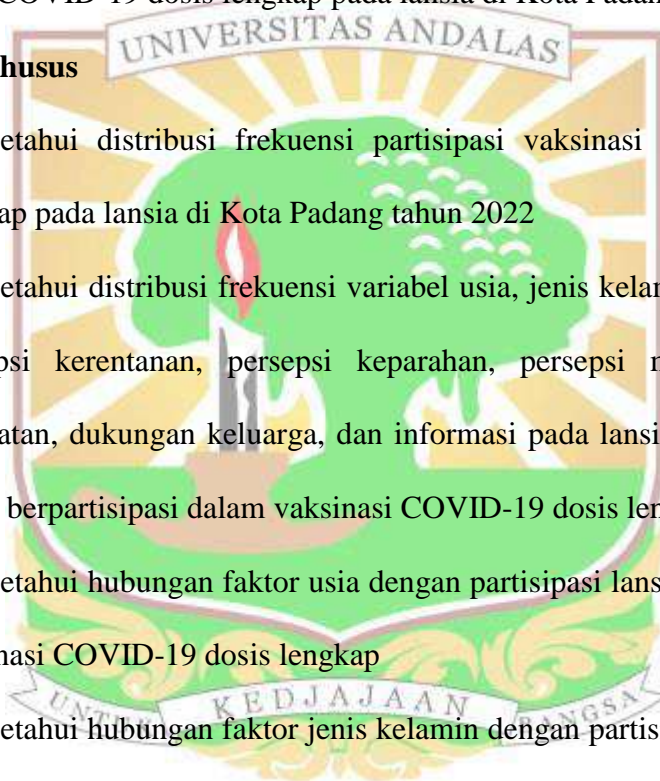 COVID-19 dosis lengkap pada lansia di Kota Padan
UNIVERSITAS ANDALAS
husus
etahui distribusi frekuensi partisipasi vaksinasi
ap pada lansia di Kota Padang tahun 2022
etahui distribusi frekuensi variabel usia, jenis kelan
psi kerentanan, persepsi keparahan, persepsi
atan, dukungan keluarga, dan informasi pada lansi
berpartisipasi dalam vaksinasi COVID-19 dosis len
etahui hubungan faktor usia dengan partisipasi lans
nasi COVID-19 dosis lengkap
UNTUK KEDJAJAAN BANGSA
etahui hubungan faktor jenis kelamin dengan partis